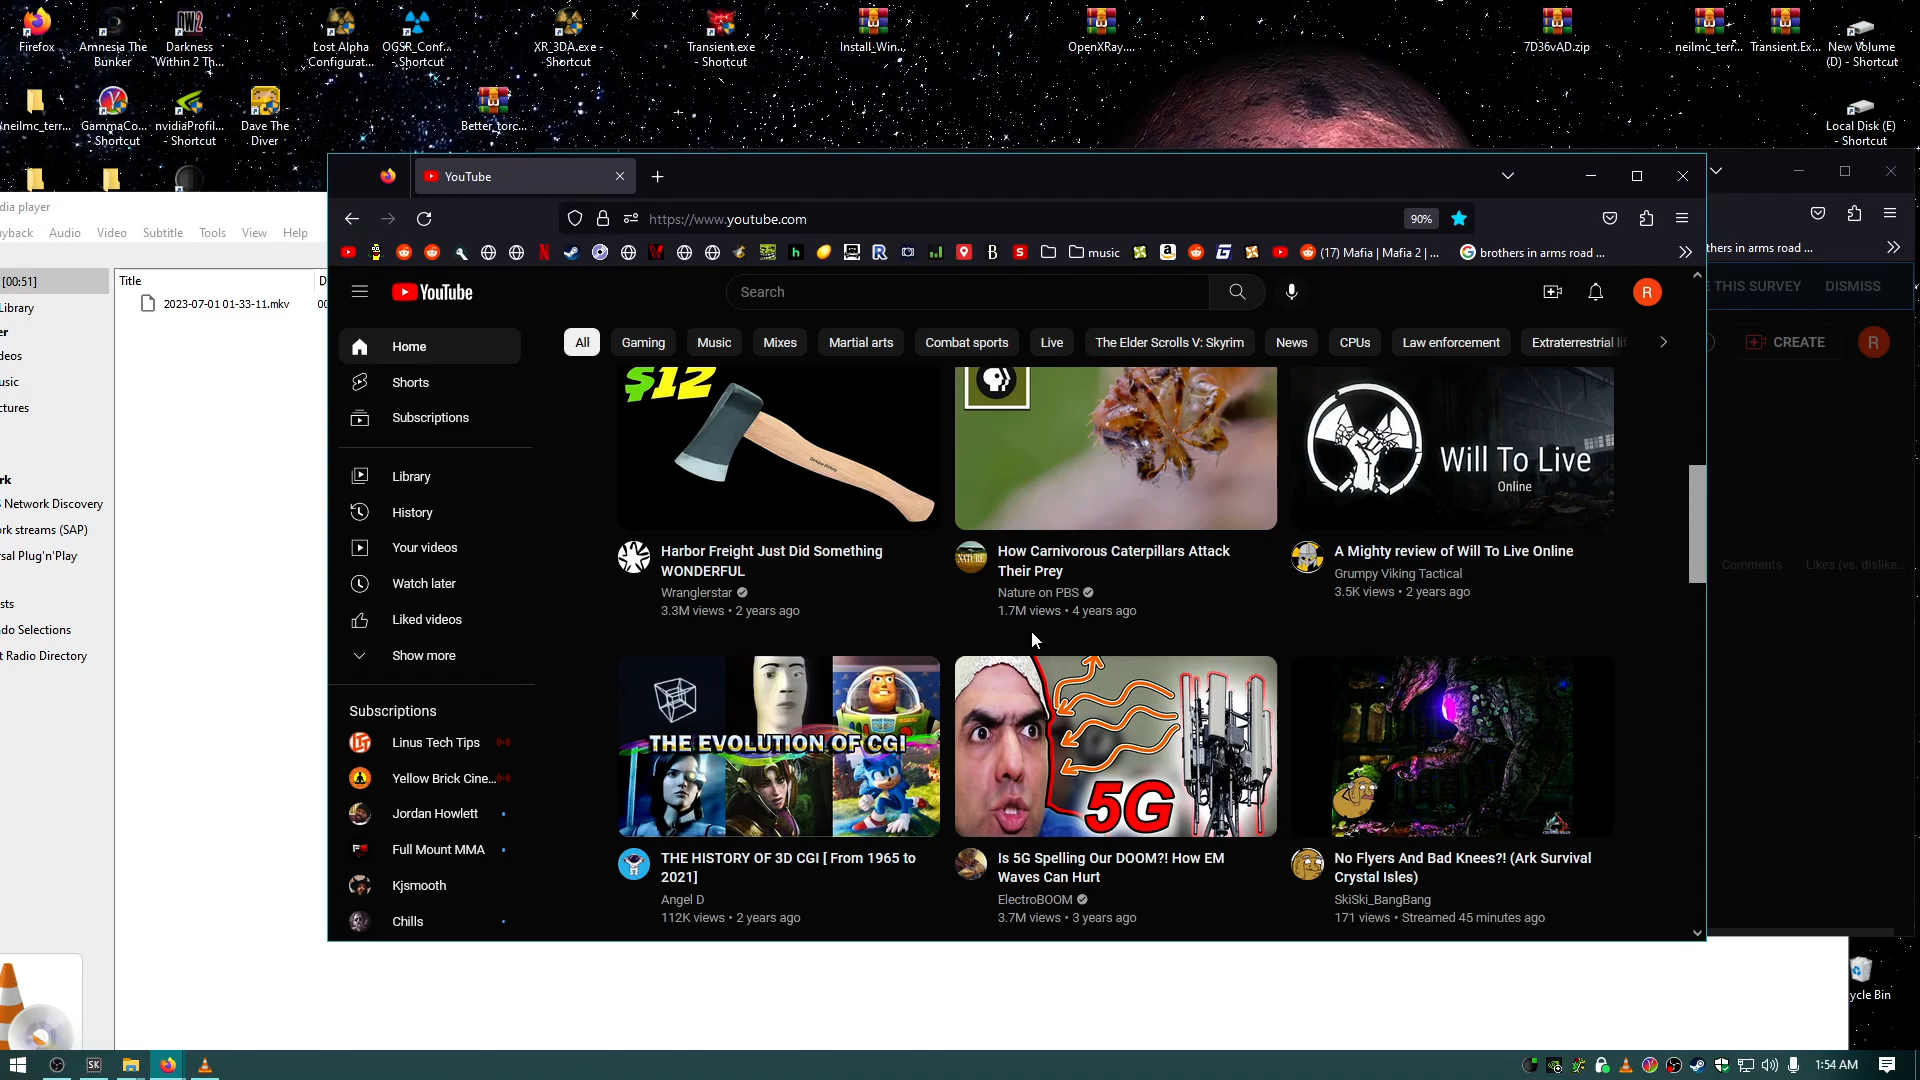 Firefox
Amnesia The
Bunker
Darkness
Within 2 Th...
Lost Alpha
Configurat...
OGSR_Conf...
- Shortcut
XR_3DA.exe -
Shortcut
Transient.exe
- Shortcut
Install_Win...
OpenXRay....
7D36vAD.zip
neilmc_terr...
Transient.Ex...
New Volume
(D) - Shortcut
neilmc_terr...
GammaCo...
- Shortcut
nvidiaProfil...
- Shortcut
Dave The
Diver
Better_torc...
Local Disk (E)
- Shortcut
dia player
yback
Audio
Video
Subtitle
Tools
View
Help
[00:51]
Library
er
deos
usic
ctures
rk
S Network Discovery
ork streams (SAP)
rsal Plug'n'Play
sts
ndo Selections
t Radio Directory
Title
2023-07-01 01-33-11.mkv
YouTube
https://www.youtube.com
90%
music
(17) Mafia | Mafia 2 | ...
brothers in arms road ...
thers in arms road ...
YouTube
Search
R
THIS SURVEY
DISMISS
CREATE
R
Comments
Likes (vs. dislike...
Home
Shorts
Subscriptions
Library
History
Your videos
Watch later
Liked videos
Show more
Subscriptions
Linus Tech Tips
Yellow Brick Cine...
Jordan Howlett
Full Mount MMA
Kjsmooth
Chills
All
Gaming
Music
Mixes
Martial arts
Combat sports
Live
The Elder Scrolls V: Skyrim
News
CPUs
Law enforcement
Extraterrestrial li
$12
Will To Live
Online
Harbor Freight Just Did Something
WONDERFUL
Wranglerstar
3.3M views • 2 years ago
NATURE
How Carnivorous Caterpillars Attack
Their Prey
Nature on PBS
1.7M views • 4 years ago
A Mighty review of Will To Live Online
Grumpy Viking Tactical
3.5K views • 2 years ago
THE EVOLUTION OF CGI
5G
THE HISTORY OF 3D CGI [ From 1965 to
2021]
Angel D
112K views • 2 years ago
Is 5G Spelling Our DOOM?! How EM
Waves Can Hurt
ElectroBOOM
3.7M views • 3 years ago
No Flyers And Bad Knees?! (Ark Survival
Crystal Isles)
SkiSki_BangBang
171 views • Streamed 45 minutes ago
ycle Bin
SK
1:54 AM